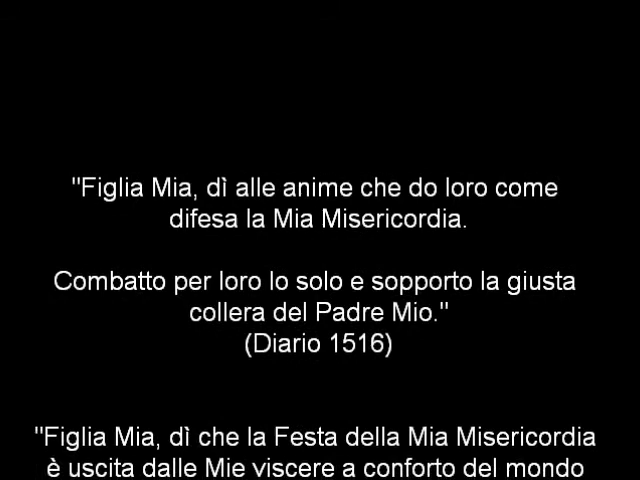 "Figlia Mia, dì alle anime che do loro come
difesa la Mia Misericordia.
Combatto per loro lo solo e sopporto la giusta
collera del Padre Mio."
(Diario 1516)
"Figlia Mia, dì che la Festa della Mia Misericordia
è uscita dalle Mie viscere a conforto del mondo